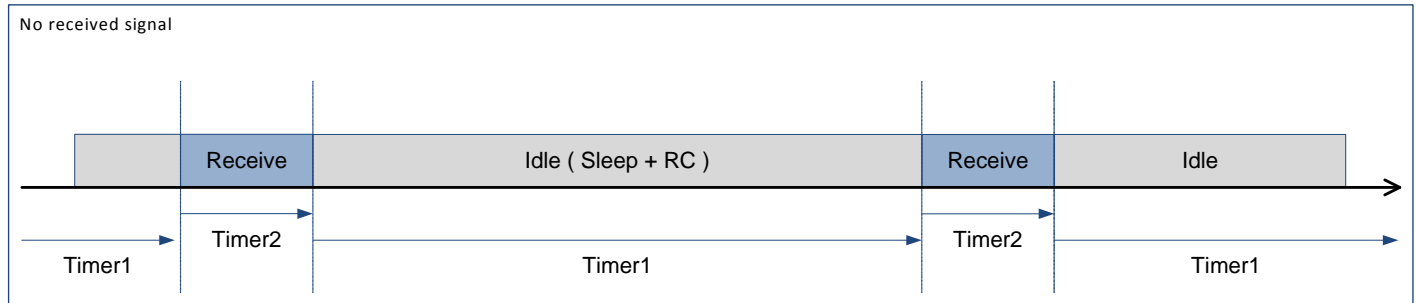 No received signal
Receive
Idle ( Sleep + RC )
Receive
Idle
Timer2
Timer2
Timer1
Timer1
Timer1